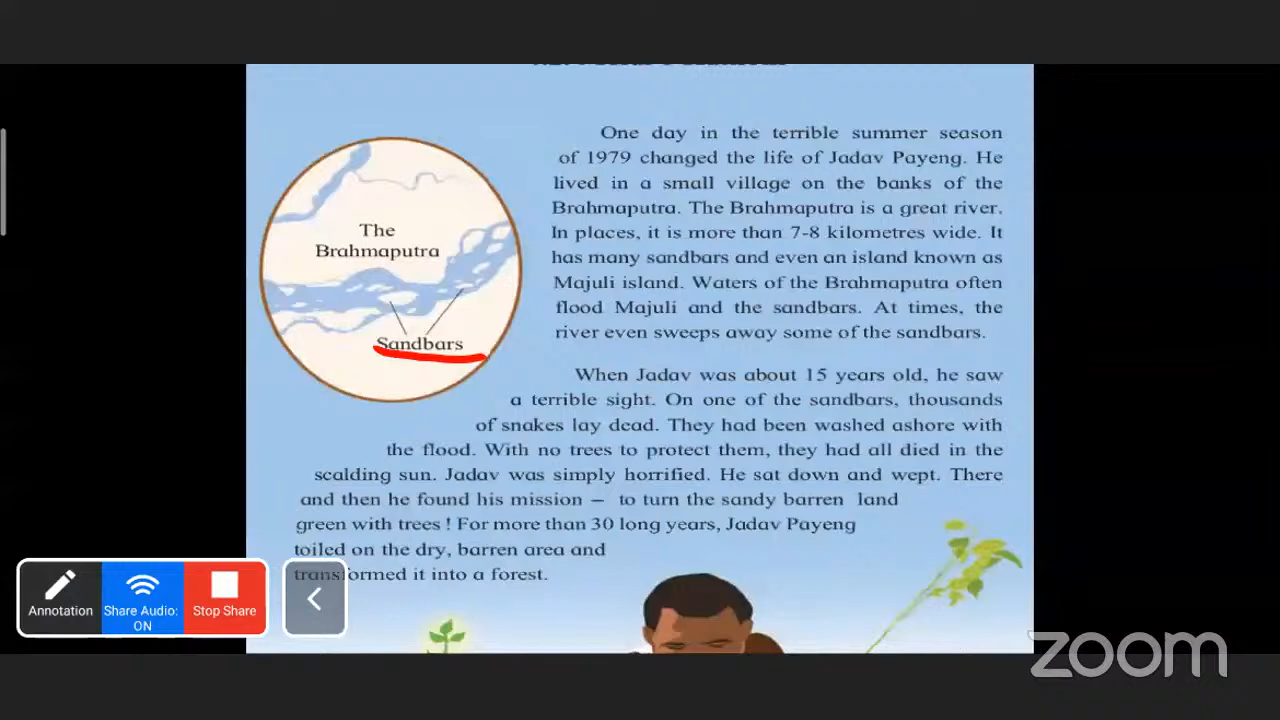 One day in the terrible summer season
of 1979 changed the life of Jadav Payeng. He
lived in a small village on the banks of the
Brahmaputra. The Brahmaputra is a great river.
In places, it is more than 7-8 kilometres wide. It
has many sandbars and even an island known as
Majuli island. Waters of the Brahmaputra often
flood Majuli and the sandbars. At times, the
river even sweeps away some of the sandbars.
The
Brahmaputra
Sandbars
When Jadav was about 15 years old, he saw
a terrible sight. On one of the sandbars, thousands
of snakes lay dead. They had been washed ashore with
the flood. With no trees to protect them, they had all died in the
scalding sun. Jadav was simply horrified. He sat down and wept. There
and then he found his mission – to turn the sandy barren land
green with trees ! For more than 30 long years, Jadav Payeng
toiled on the dry, barren area and
transformed it into a forest.
Annotation
Share Audio:
ON
Stop Share
zoom